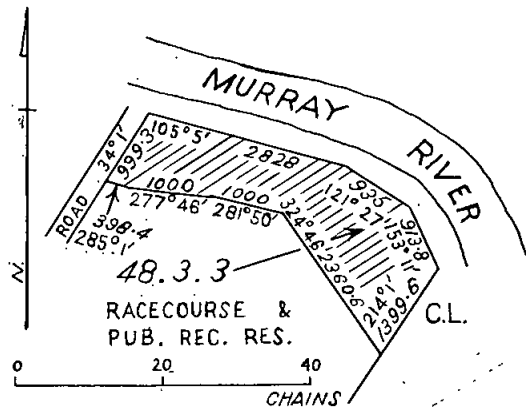 MURRAY RIVER
ROAD
34°1'
999.3
105°5'
2828
935
121°27'
153°11'
913.8
1000
277°46'
1000
281°50'
324°46'
2360.6
214°1'
1399.6
398.4
285°1'
48.3.3
RACECOURSE &
PUB. REC. RES.
C.L.
N.
0 20 40
CHAINS